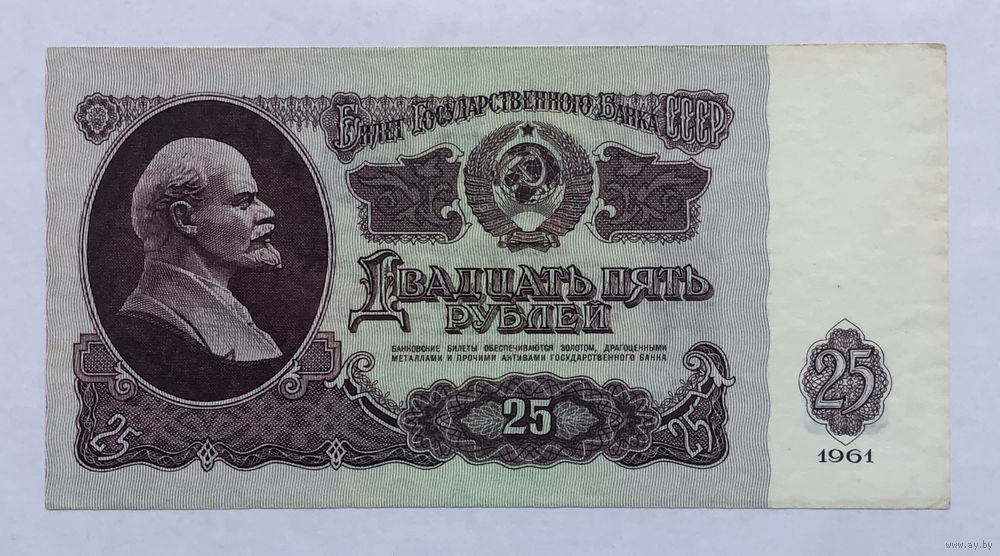 Билет Государственного Банка СССР
Двадцать пять
рублей
БАНКОВСКИЕ БИЛЕТЫ ОБЕСПЕЧИВАЮТСЯ ЗОЛОТОМ, ДРАГОЦЕННЫМИ
МЕТАЛЛАМИ И ПРОЧИМИ АКТИВАМИ ГОСУДАРСТВЕННОГО БАНКА
25
25
25
25
1961
www.ay.by